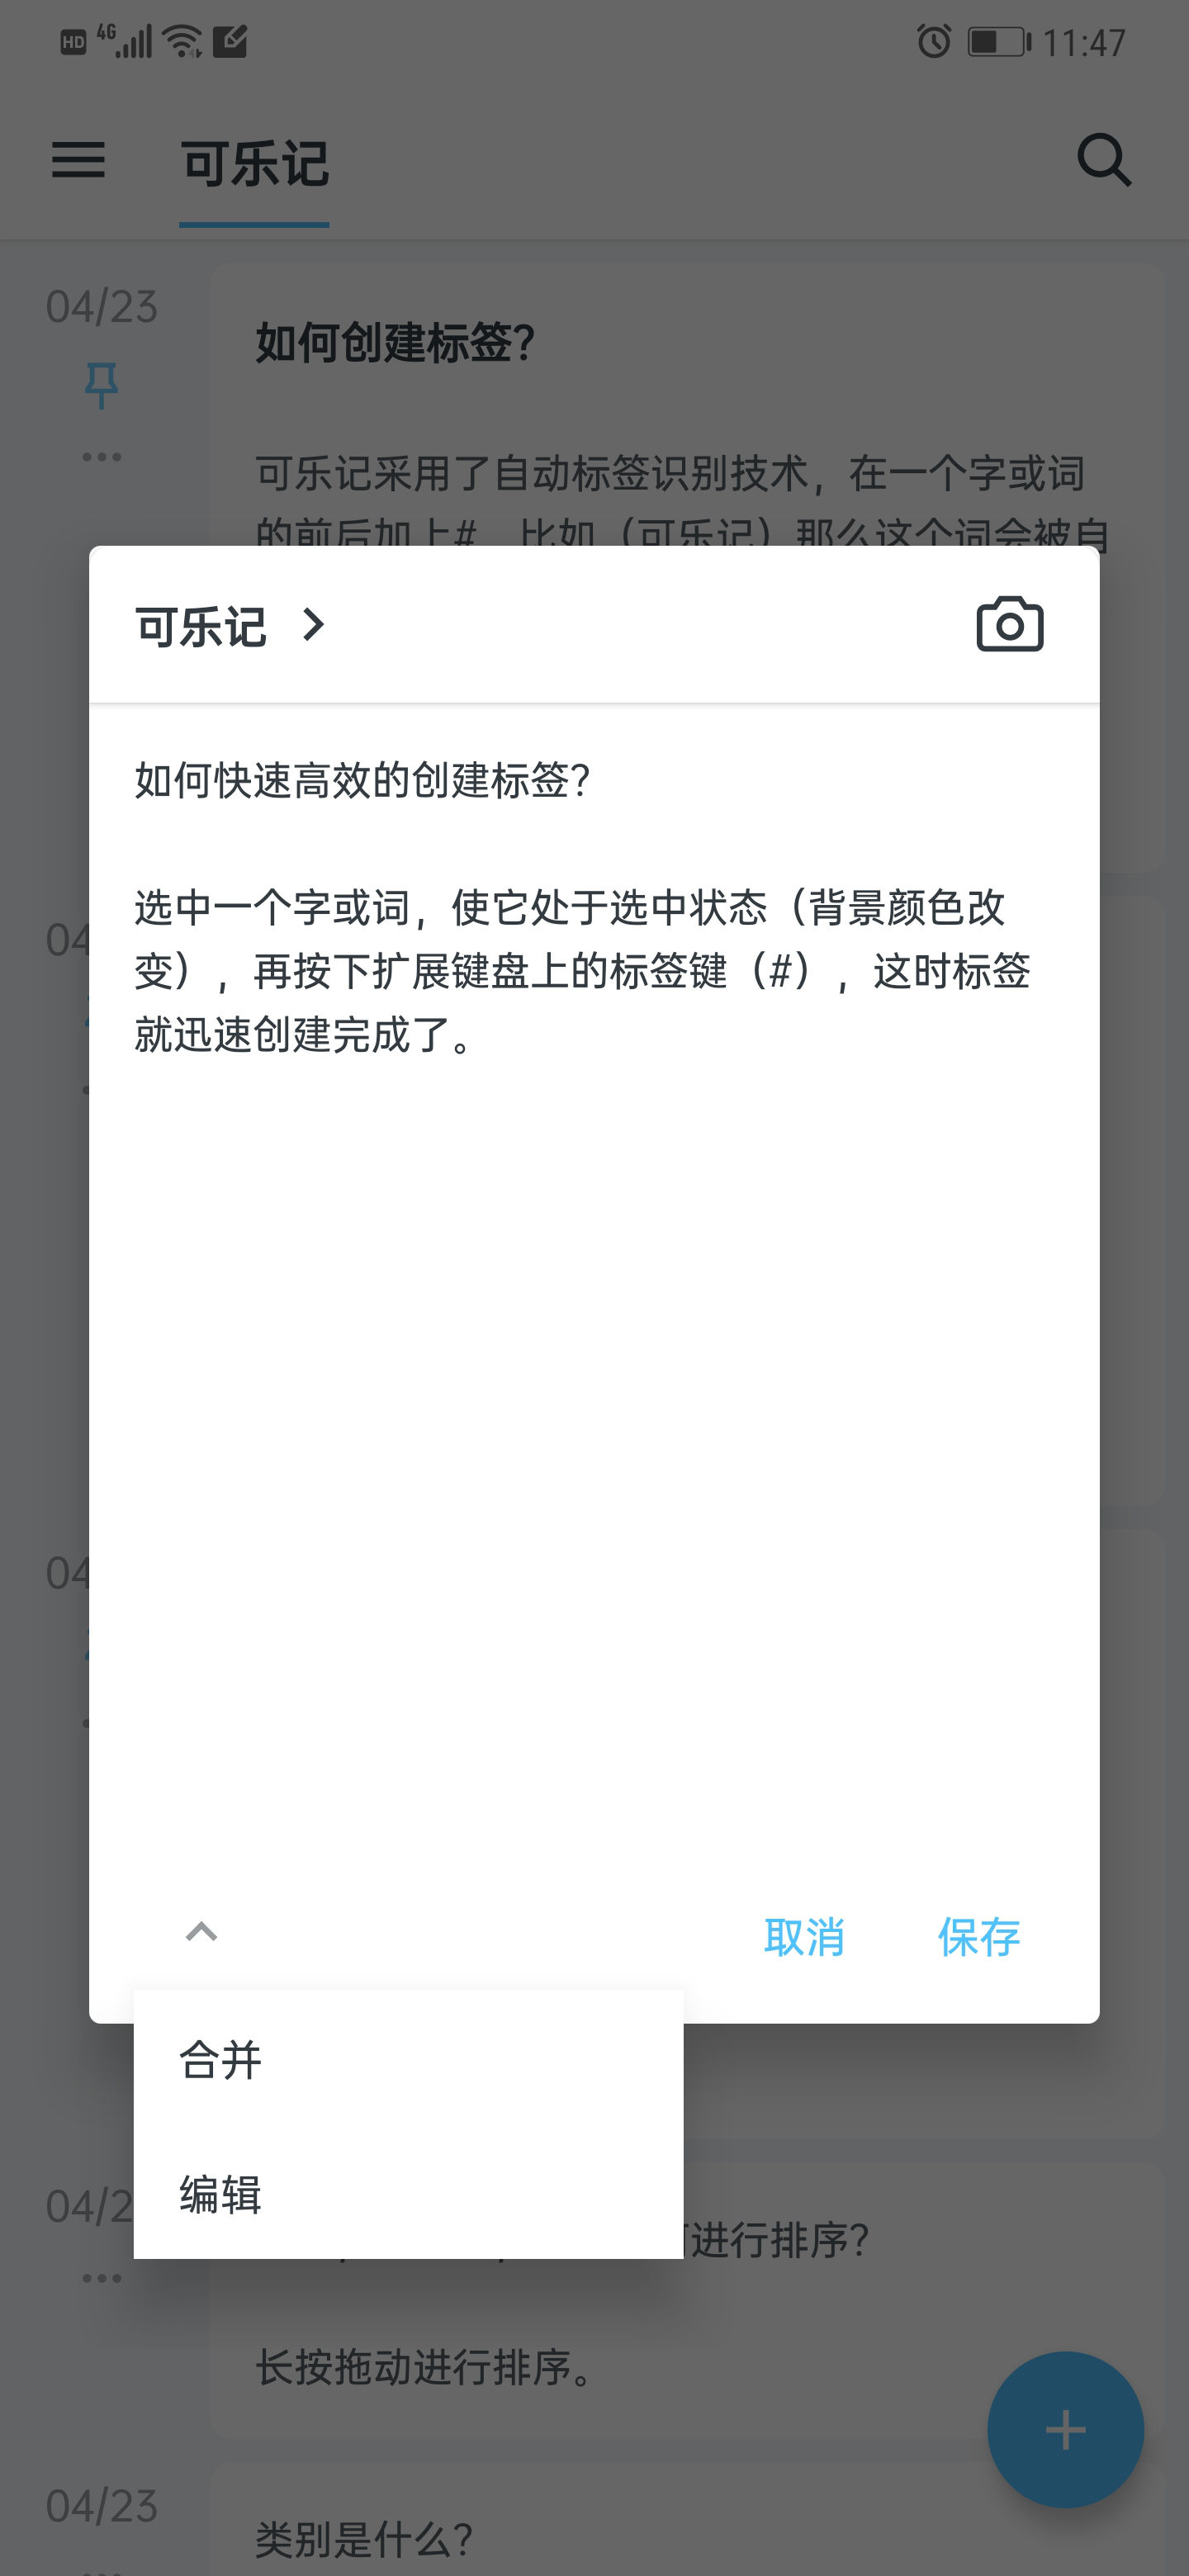 HD 4G 11:47
可乐记
04/23
如何创建标签?
可乐记采用了自动标签识别技术，在一个字或词
的前后加上# 比如（可乐记）那么这个词会被自
可乐记
如何快速高效的创建标签?
04
选中一个字或词，使它处于选中状态（背景颜色改
变），再按下扩展键盘上的标签键（#），这时标签
就迅速创建完成了。
04
取消 保存
合并
编辑
04/2
进行排序?
长按拖动进行排序。
04/23
类别是什么?